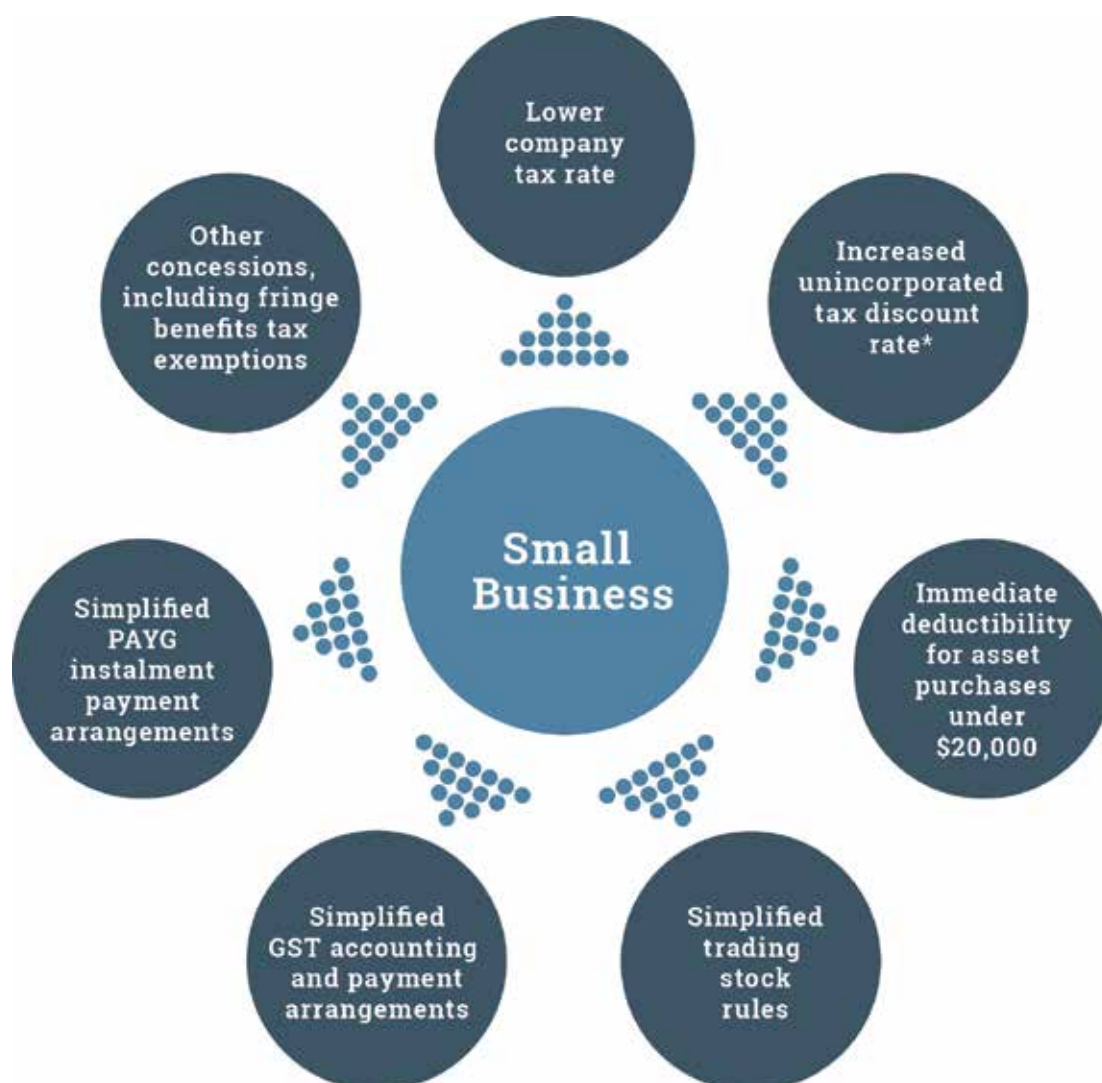 Lower
company
tax rate
Increased
unincorporated
tax discount
rate*
Immediate
deductibility
for asset
purchases
under
$20,000
Simplified
trading
stock
rules
Simplified
GST accounting
and payment
arrangements
Simplified
PAYG
instalment
payment
arrangements
Other
concessions,
including fringe
benefits tax
exemptions
Small
Business